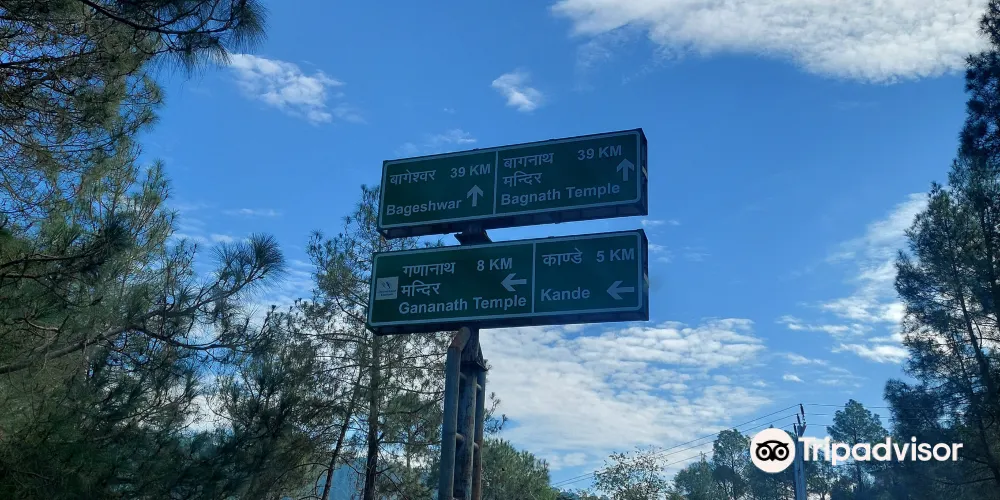 बागेश्वर 39 KM
Bageshwar
बागनाथ 39 KM
मन्दिर
Bagnath Temple
गणानाथ 8 KM
मन्दिर
Gananath Temple
काण्डे 5 KM
Kande
Tripadvisor